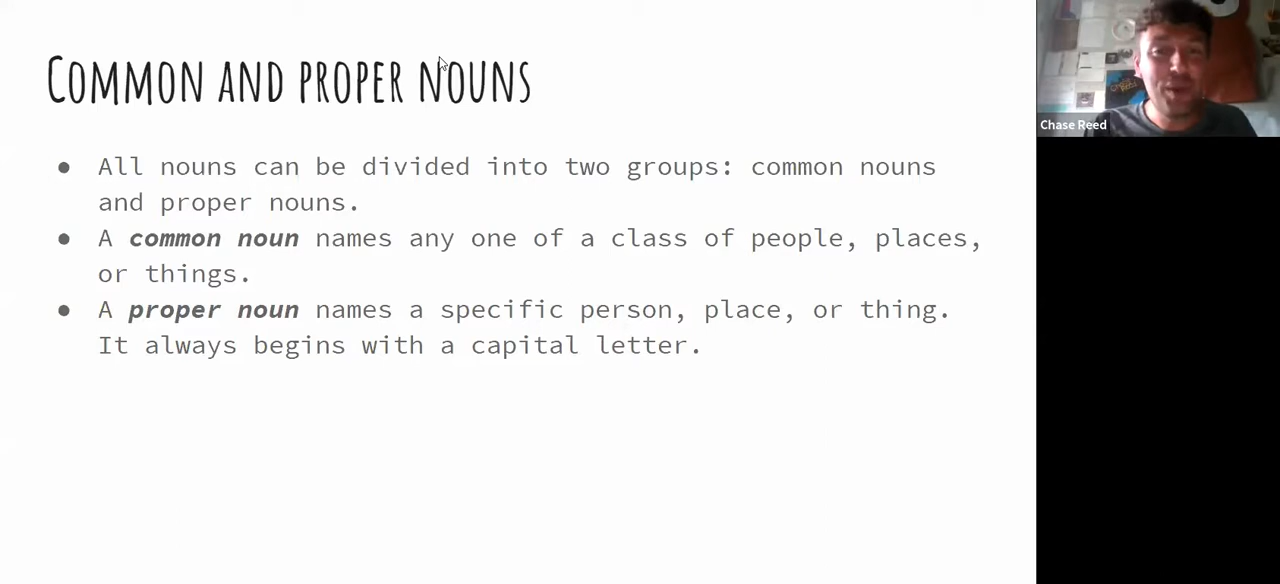 Common and proper nouns
● All nouns can be divided into two groups: common nouns
and proper nouns.
● A common noun names any one of a class of people, places,
or things.
● A proper noun names a specific person, place, or thing.
It always begins with a capital letter.
Chase Reed